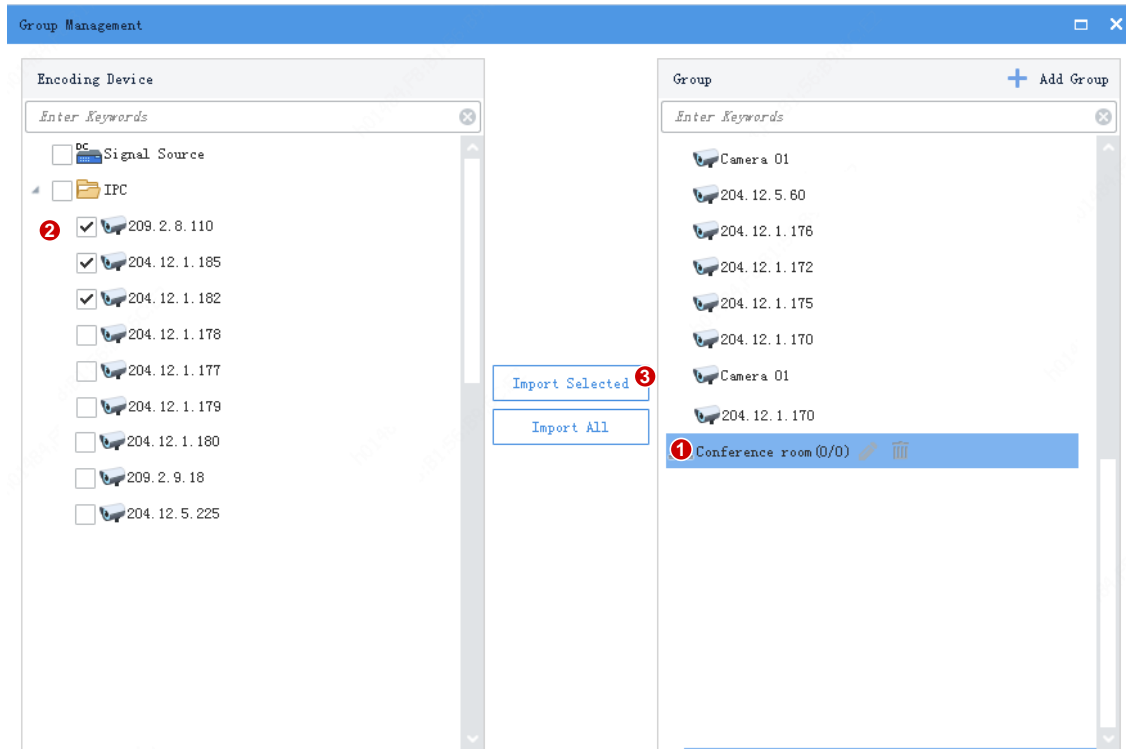 Group Management
Encoding Device
Enter Keywords
DC
Signal Source
IPC
2
209.2.8.110
204.12.1.185
204.12.1.182
204.12.1.178
204.12.1.177
204.12.1.179
204.12.1.180
209.2.9.18
204.12.5.225
Import Selected 3
Import All
Group
Add Group
Enter Keywords
Camera 01
204.12.5.60
204.12.1.176
204.12.1.172
204.12.1.175
204.12.1.170
Camera 01
204.12.1.170
1 Conference room(0/0)